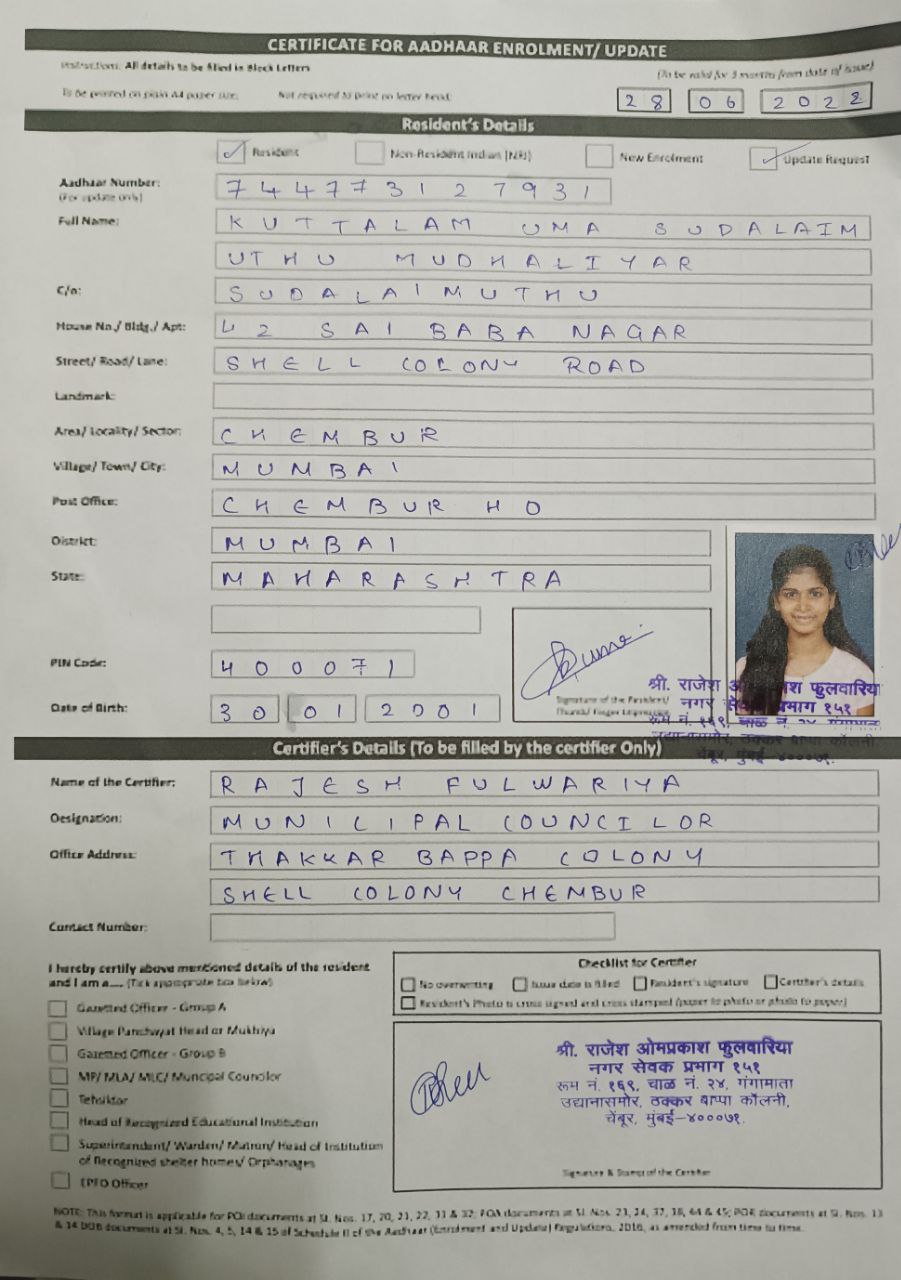 CERTIFICATE FOR AADHAAR ENROLMENT/ UPDATE
Instructions: All details to be filled in Block Letters
(To be valid for 3 months from date of issue)
To be printed on plain A4 paper size. Not required to print on letter head.
28 06 2022
Resident's Details
Resident Non-Resident Indian (NRI) New Enrolment Update Request
Aadhaar Number: 744773127931
(For update only)
Full Name: KUTTALAM UMA SUDALAIM
UTHU MUDHALIYAR
C/o: SUDALAIMUTHU
House No./ Bldg./ Apt: 42 SAI BABA NAGAR
Street/ Road/ Lane: SHELL COLONY ROAD
Landmark:
Area/ Locality/ Sector: CHEMBUR
Village/ Town/ City: MUMBAI
Post Office: CHEMBUR HO
District: MUMBAI
State: MAHARASHTRA
PIN Code: 400071
Signature of the Resident/
Thumb/ Finger Impression
Date of Birth: 30 01 2001
श्री. राजेश ओमप्रकाश फुलवारिया
नगर सेवक प्रभाग १५१
रूम नं. १६९, चाळ नं. २४, गंगामाता
उद्यानासमोर, ठक्कर बाप्पा कॉलनी
चेंबूर, मुंबई-४०००७१.
Certifier's Details (To be filled by the certifier Only)
Name of the Certifier: RAJESH FULWARIYA
Designation: MUNICIPAL COUNCILOR
Office Address: THAKKAR BAPPA COLONY
SHELL COLONY CHEMBUR
Contact Number:
I hereby certify above mentioned details of the resident
and I am a.... (Tick appropriate box below)
Gazetted Officer - Group A
Village Panchayat Head or Mukhiya
Gazetted Officer - Group B
MP/ MLA/ MLC/ Muncipal Councilor
Tehsildar
Head of Recognized Educational Institution
Superintendent/ Warden/ Matron/ Head of Institution
of Recognized shelter homes/ Orphanages
EPFO Officer
Checklist for Certifier
No overwriting Issue date is filled Resident's signature Certifier's details
Resident's Photo is cross signed and cross stamped (paper to photo or photo to paper)
श्री. राजेश ओमप्रकाश फुलवारिया
नगर सेवक प्रभाग १५१
रूम नं. १६९, चाळ नं. २४, गंगामाता
उद्यानासमोर, ठक्कर बाप्पा कॉलनी,
चेंबूर, मुंबई-४०००७१.
Signature & Stamp of the Certifier
NOTE: This format is applicable for POI documents at Sl. Nos. 17, 20, 21, 22, 31 & 32; POA documents at Sl. Nos. 23, 24, 37, 38, 44 & 45; POR documents at Sl. Nos. 13
& 14 DOB documents at Sl. Nos. 4, 5, 14 & 15 of Schedule II of the Aadhaar (Enrolment and Update) Regulations, 2016, as amended from time to time.